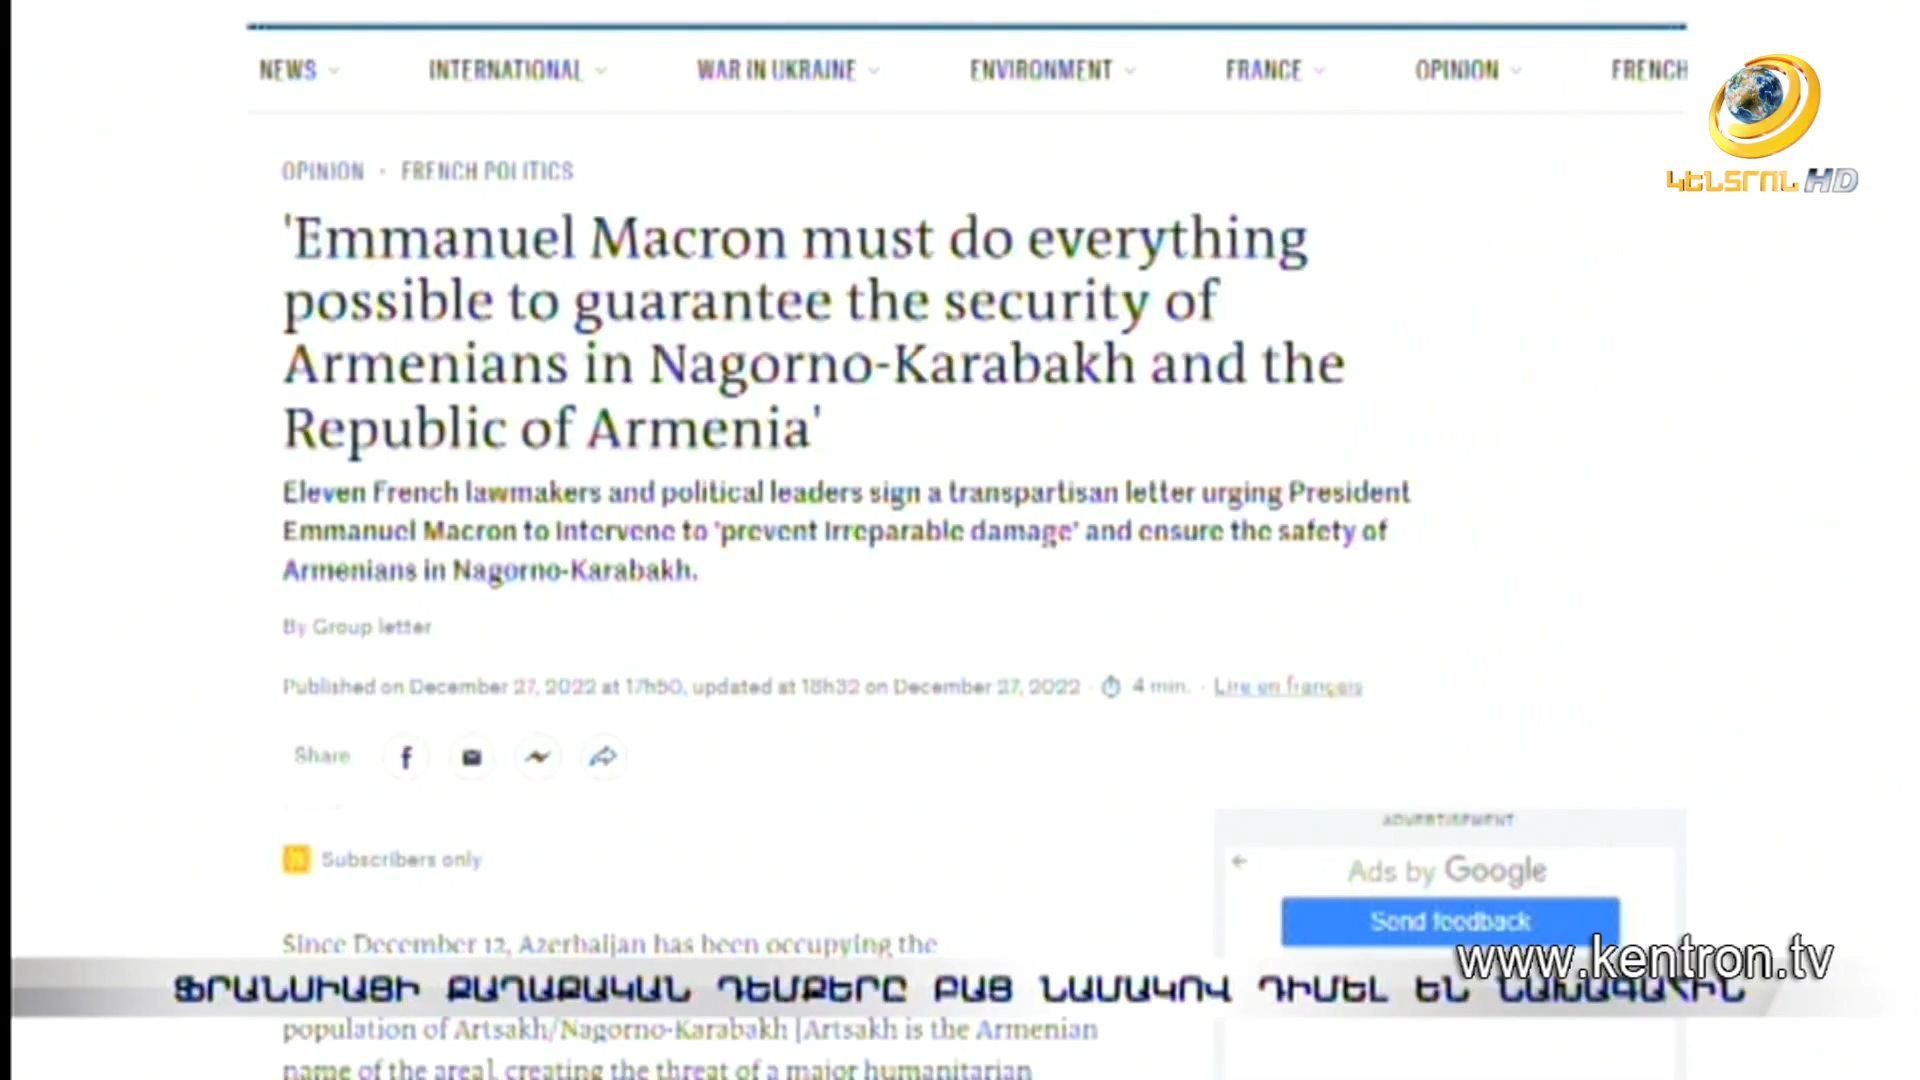 NEWS INTERNATIONAL WAR IN UKRAINE ENVIRONMENT FRANCE OPINION FRENCH
ԿԵՆՏՐՈՆ HD
OPINION · FRENCH POLITICS
'Emmanuel Macron must do everything
possible to guarantee the security of
Armenians in Nagorno-Karabakh and the
Republic of Armenia'
Eleven French lawmakers and political leaders sign a transpartisan letter urging President
Emmanuel Macron to intervene to 'prevent irreparable damage' and ensure the safety of
Armenians in Nagorno-Karabakh.
By Group letter
Published on December 27, 2022 at 17h50, updated at 18h32 on December 27, 2022 · 4 min. · Lire en français
Share
Subscribers only
ADVERTISEMENT
Ads by Google
Send feedback
Since December 12, Azerbaijan has been occupying the
www.kentron.tv
ՖՐԱՆՍԻԱՅԻ ՔԱՂԱՔԱԿԱՆ ԴԵՄՔԵՐԸ ԲԱՑ ՆԱՄԱԿՈՎ ԴԻՄԵԼ ԵՆ ՆԱԽԱԳԱՀԻՆ
population of Artsakh/Nagorno-Karabakh [Artsakh is the Armenian
name of the area], creating the threat of a major humanitarian